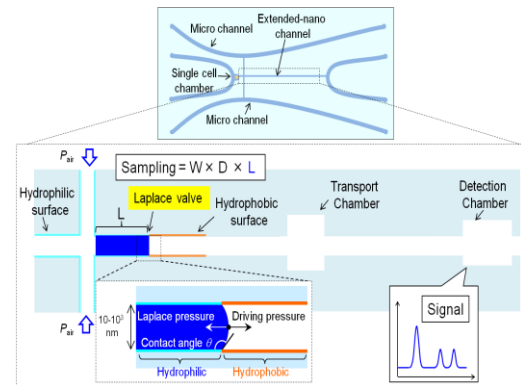 Micro channel
Extended-nano
channel
Single cell
chamber
Micro channel
Pair
Sampling = W × D × L
Hydrophilic
surface
L
Laplace valve
Hydrophobic
surface
Transport
Chamber
Detection
Chamber
Pair
10-10³
nm
Laplace pressure
Driving pressure
Contact angle θ
Hydrophilic
Hydrophobic
Signal